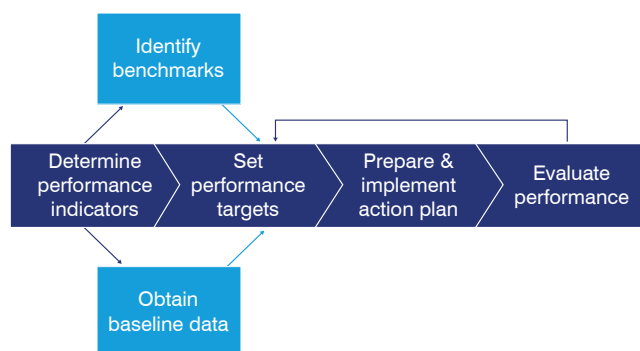 Identify
benchmarks
Determine
performance
indicators
Set
performance
targets
Prepare &
implement
action plan
Evaluate
performance
Obtain
baseline data